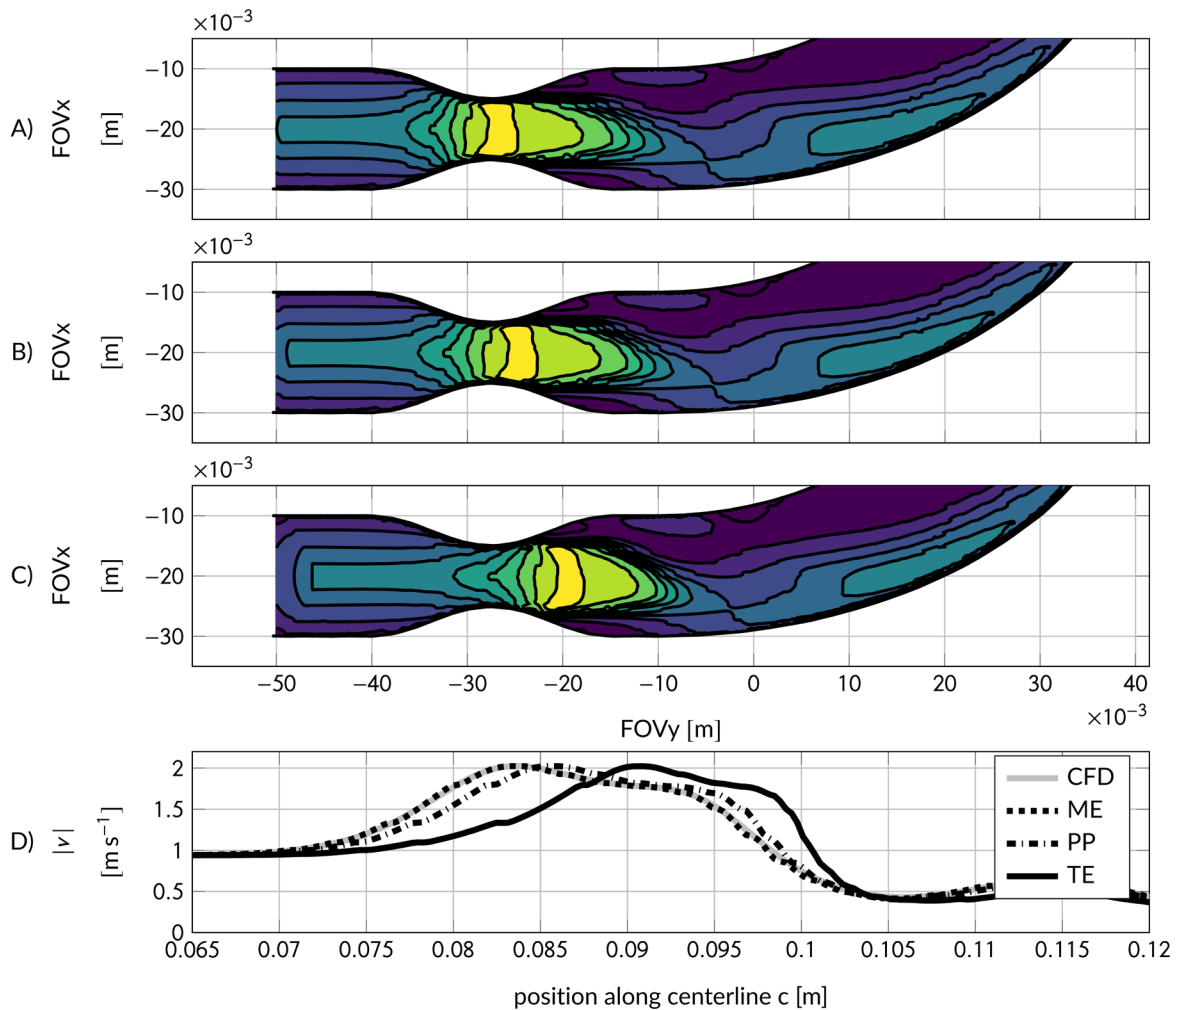 ×10⁻³
A)
FOVx
[m]
−10
−20
−30
×10⁻³
B)
FOVx
[m]
−10
−20
−30
×10⁻³
C)
FOVx
[m]
−10
−20
−30
−50 −40 −30 −20 −10 0 10 20 30 40
×10⁻³
FOVy [m]
D)
|v|
[m s⁻¹]
2
1.5
1
0.5
0
CFD
ME
PP
TE
0.065 0.07 0.075 0.08 0.085 0.09 0.095 0.1 0.105 0.11 0.115 0.12
position along centerline c [m]